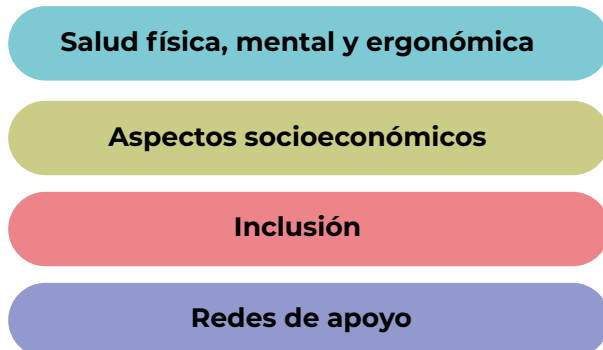 Salud física, mental y ergonómica
Aspectos socioeconómicos
Inclusión
Redes de apoyo